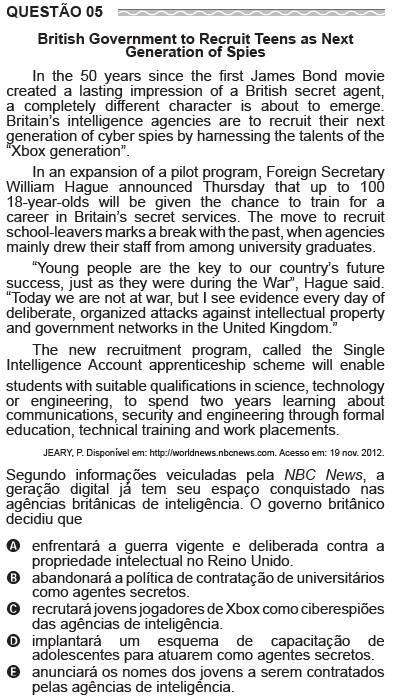 QUESTÃO 05
British Government to Recruit Teens as Next
Generation of Spies
In the 50 years since the first James Bond movie
created a lasting impression of a British secret agent,
a completely different character is about to emerge.
Britain’s intelligence agencies are to recruit their next
generation of cyber spies by harnessing the talents of the
“Xbox generation”.
In an expansion of a pilot program, Foreign Secretary
William Hague announced Thursday that up to 100
18-year-olds will be given the chance to train for a
career in Britain’s secret services. The move to recruit
school-leavers marks a break with the past, when agencies
mainly drew their staff from among university graduates.
“Young people are the key to our country’s future
success, just as they were during the War”, Hague said.
“Today we are not at war, but I see evidence every day of
deliberate, organized attacks against intellectual property
and government networks in the United Kingdom.”
The new recruitment program, called the Single
Intelligence Account apprenticeship scheme will enable
students with suitable qualifications in science, technology
or engineering, to spend two years learning about
communications, security and engineering through formal
education, technical training and work placements.
JEARY, P. Disponível em: http://worldnews.nbcnews.com. Acesso em: 19 nov. 2012.
Segundo informações veiculadas pela NBC News, a
geração digital já tem seu espaço conquistado nas
agências britânicas de inteligência. O governo britânico
decidiu que
A enfrentará a guerra vigente e deliberada contra a
propriedade intelectual no Reino Unido.
B abandonará a política de contratação de universitários
como agentes secretos.
C recrutará jovens jogadores de Xbox como ciberespiões
das agências de inteligência.
D implantará um esquema de capacitação de
adolescentes para atuarem como agentes secretos.
E anunciará os nomes dos jovens a serem contratados
pelas agências de inteligência.